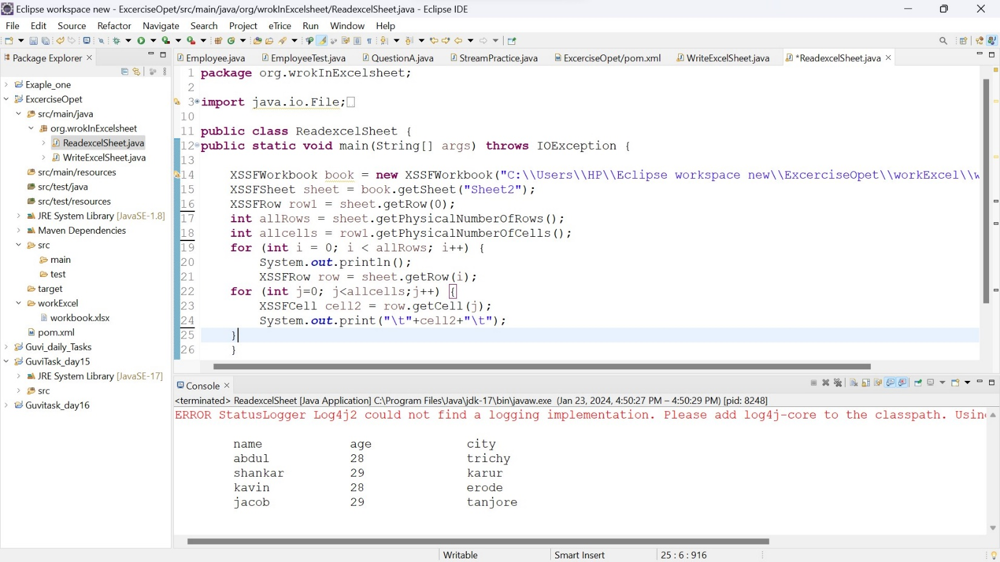 Eclipse workspace new - ExcerciseOpet/src/main/java/org/wrokInExcelsheet/ReadexcelSheet.java - Eclipse IDE
File Edit Source Refactor Navigate Search Project eTrice Run Window Help
Package Explorer
Exaple_one
ExcerciseOpet
src/main/java
org.wrokInExcelsheet
ReadexcelSheet.java
WriteExcelSheet.java
src/main/resources
src/test/java
src/test/resources
JRE System Library [JavaSE-1.8]
Maven Dependencies
src
main
test
target
workExcel
workbook.xlsx
pom.xml
Guvi_daily_Tasks
GuviTask_day15
JRE System Library [JavaSE-17]
src
Guvitask_day16
Employee.java EmployeeTest.java QuestionA.java StreamPractice.java ExcerciseOpet/pom.xml WriteExcelSheet.java *ReadexcelSheet.java
1 package org.wrokInExcelsheet;
2
3 import java.io.File;
10
11 public class ReadexcelSheet {
12 public static void main(String[] args) throws IOException {
13
14 XSSFWorkbook book = new XSSFWorkbook("C:\\Users\\HP\\Eclipse workspace new\\ExcerciseOpet\\workExcel\\w
15 XSSFSheet sheet = book.getSheet("Sheet2");
16 XSSFRow row1 = sheet.getRow(0);
17 int allRows = sheet.getPhysicalNumberOfRows();
18 int allcells = row1.getPhysicalNumberOfCells();
19 for (int i = 0; i < allRows; i++) {
20 System.out.println();
21 XSSFRow row = sheet.getRow(i);
22 for (int j=0; j<allcells;j++) {
23 XSSFCell cell2 = row.getCell(j);
24 System.out.print("\t"+cell2+"\t");
25 }
26 }
Console
<terminated> ReadexcelSheet [Java Application] C:\Program Files\Java\jdk-17\bin\javaw.exe (Jan 23, 2024, 4:50:27 PM – 4:50:29 PM) [pid: 8248]
ERROR StatusLogger Log4j2 could not find a logging implementation. Please add log4j-core to the classpath. Usin
name age city
abdul 28 trichy
shankar 29 karur
kavin 28 erode
jacob 29 tanjore
Writable Smart Insert 25 : 6 : 916